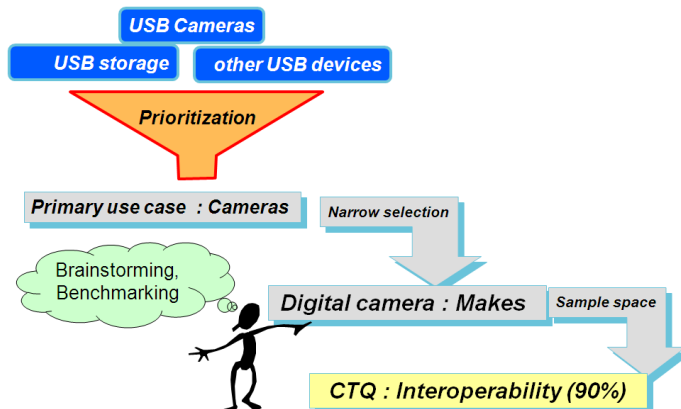 USB Cameras
USB storage
other USB devices
Prioritization
Primary use case : Cameras
Narrow selection
Brainstorming,
Benchmarking
Digital camera : Makes
Sample space
CTQ : Interoperability (90%)